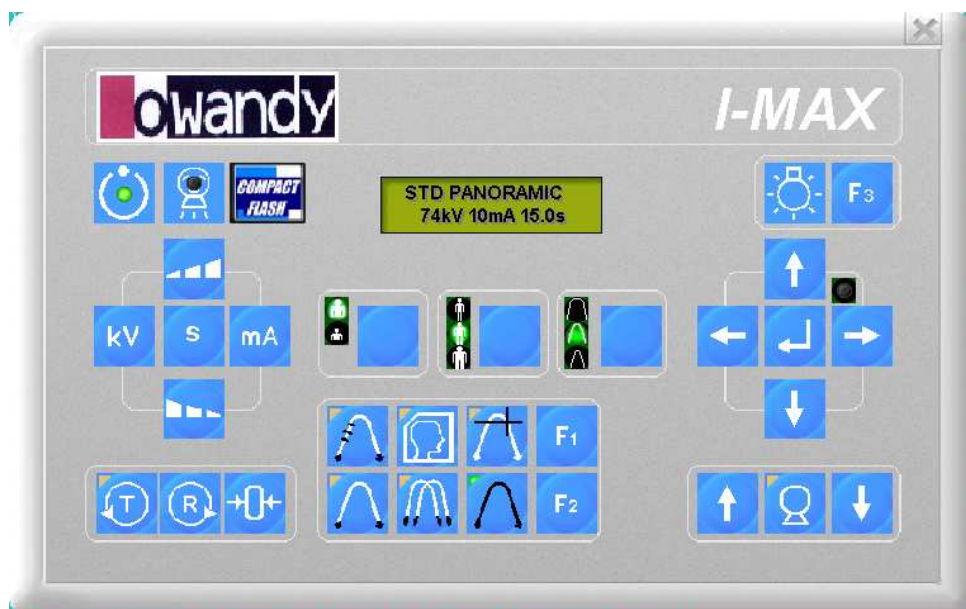 owandy
I-MAX
COMPACT
FLASH
STD PANORAMIC
74kV 10mA 15.0s
F3
kV
S
mA
F1
T
R
F2